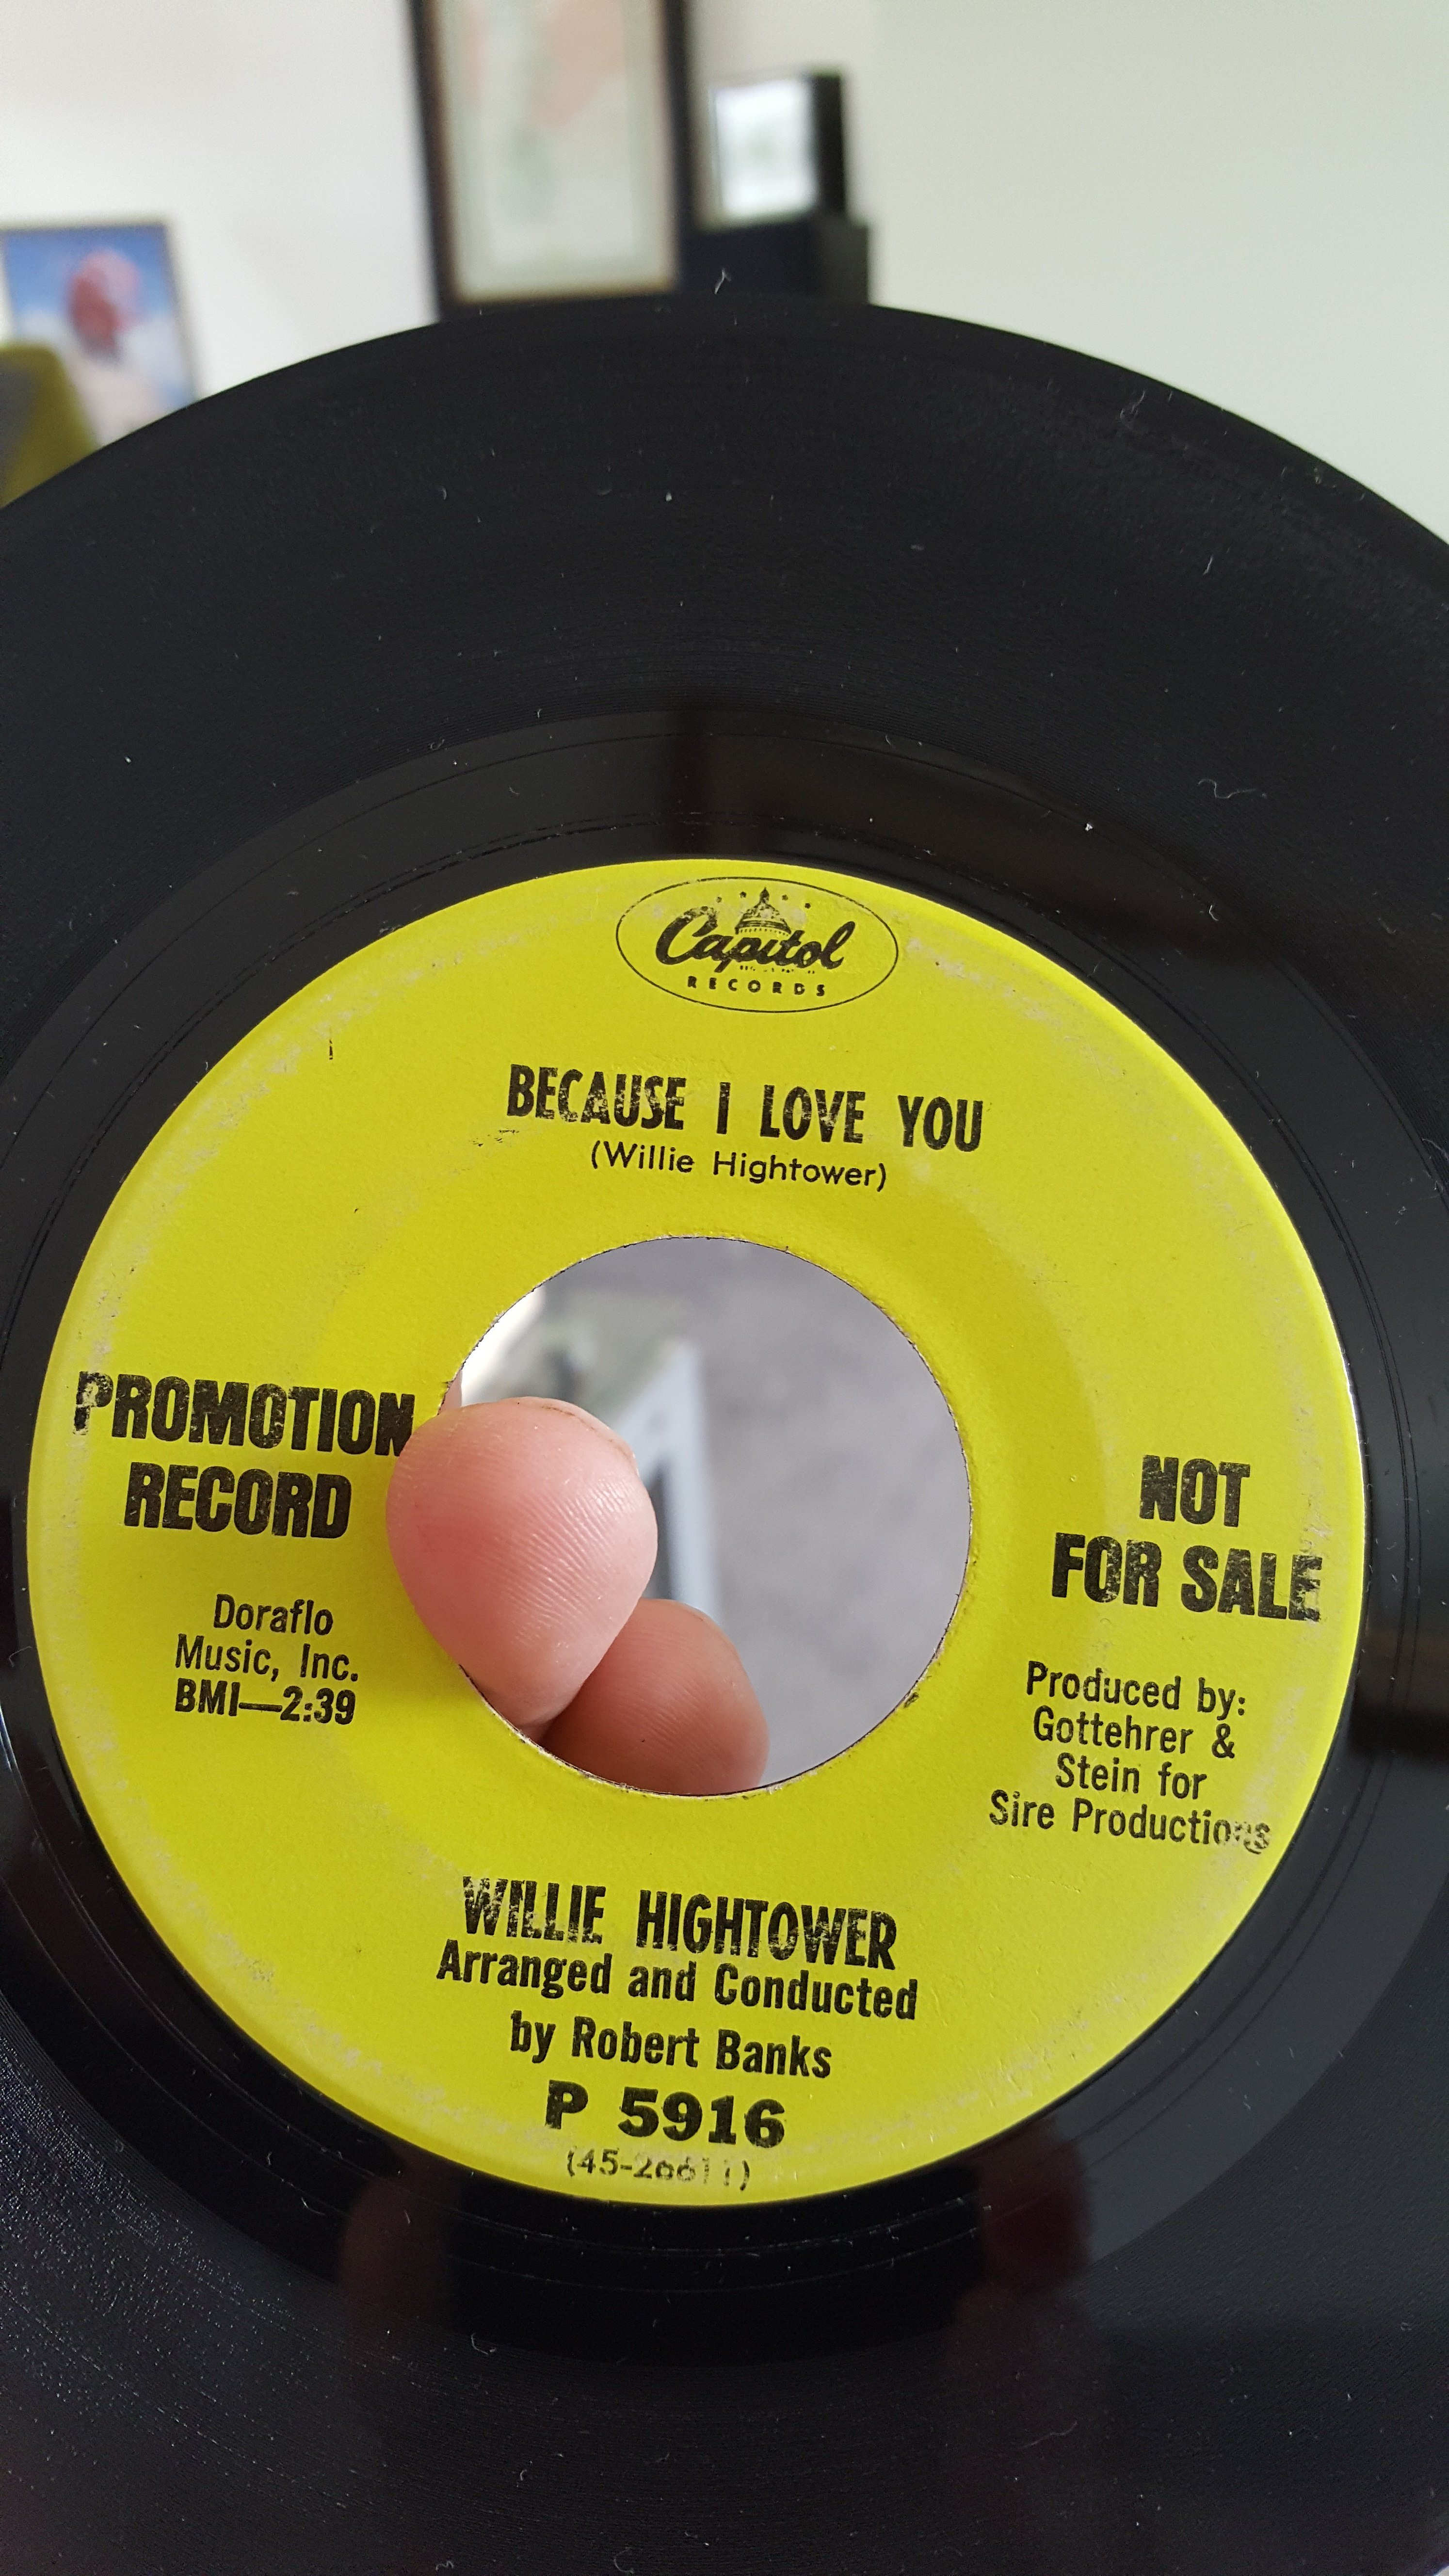 Capitol
RECORDS
BECAUSE I LOVE YOU
(Willie Hightower)
PROMOTION
RECORD
Doraflo
Music, Inc.
BMI—2:39
NOT
FOR SALE
Produced by:
Gottehrer &
Stein for
Sire Productions
WILLIE HIGHTOWER
Arranged and Conducted
by Robert Banks
P 5916